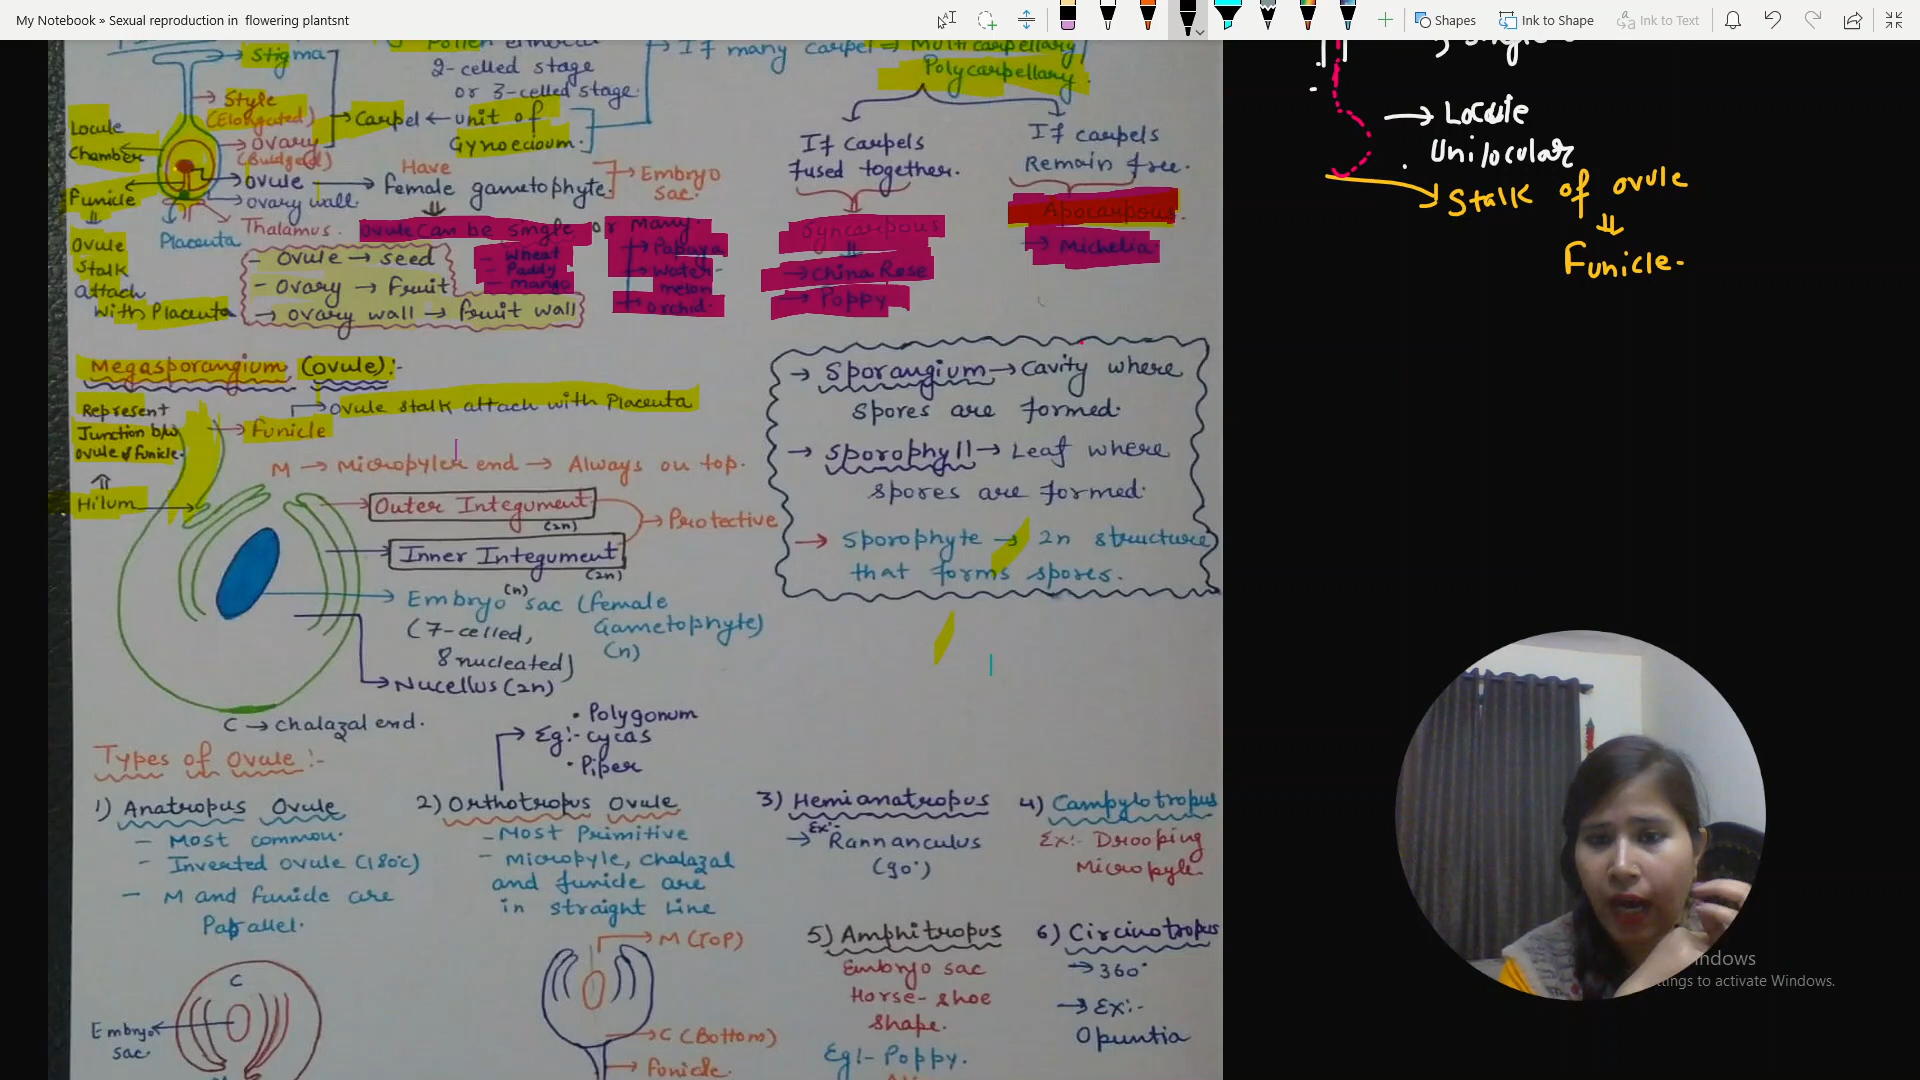 My Notebook » Sexual reproduction in flowering plantsnt
Shapes
Ink to Shape
Ink to Text
Stigma
2-celled stage
or 3-celled stage
If many carpel ⇒ Multicarpellary/
Polycarpellary
Style
(Elongated)
Carpel ← unit of
Gynoecioum.
Locule
Chamber
ovary
ovule → Have
Female gametophyte
Embryo
sac.
Funicle
ovary wall
Thalamus.
Placenta
ovule can be single or many
Ovule
Stalk
attach
with Placenta
- Ovule → seed
- Ovary → Fruit
→ ovary wall → fruit wall
- Wheat
- Paddy
- mango
→ Papaya
→ Water-
melon
→ Orchid.
If carpels
fused together.
Syncarpous
→ China Rose
→ Poppy
If carpels
Remain free.
Apocarpous.
→ Michelia
→ Locule
Unilocular
Stalk of ovule
⇓
Funicle.
Megasporangium (ovule):-
Represent
Junction b/w
ovule & funicle.
⇑
Hilum
→ Ovule stalk attach with Placenta
→ Funicle
M → Micropyler end → Always on top.
Outer Integument
(2n)
→ Protective
Inner Integument
(2n)
(n)
Embryo sac (female
Gametophyte)
(n)
(7-celled,
8 nucleated)
Nucellus (2n)
C → chalazal end.
→ Sporangium → Cavity where
Spores are formed.
→ Sporophyll → Leaf where
spores are formed.
→ Sporophyte → 2n structure
that forms spores.
Types of Ovule :-
→ Eg:- • Polygonum
- cycas
• Piper
1) Anatropus Ovule
- Most common.
- Inverted ovule (180°c)
- M and funicle are
Parallel.
2) Orthotropus Ovule
- Most Primitive
- micropyle, chalazal
and funicle are
in straight Line
3) Hemianatropus
→ Ex:- Rannanculus
(90°)
4) Campylotropus
Ex:- Drooping
Micropyle.
5) Amphitropus
Embryo sac
Horse-shoe
shape.
Eg!- Poppy.
6) Circinotropus
→ 360°
→ Ex:-
Opuntia
C
Embryo
sac.
M (TOP)
C (Bottom)
Funicle.
to activate Windows.